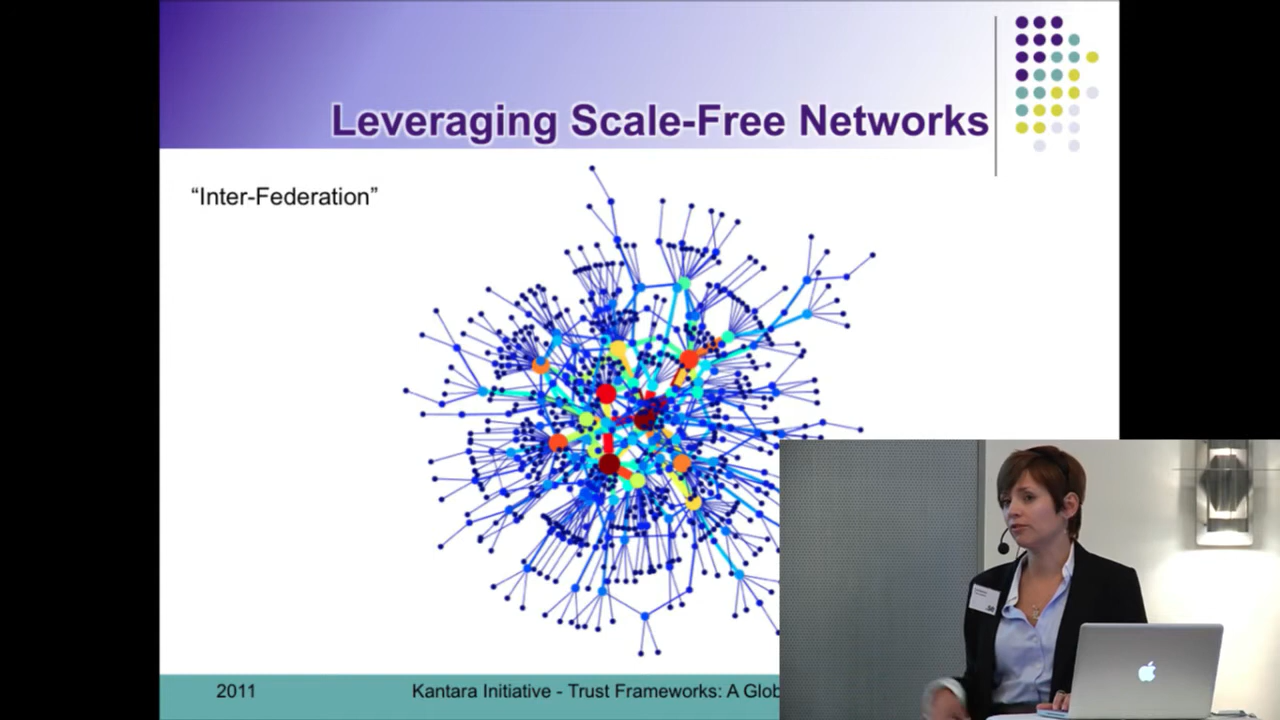 Leveraging Scale-Free Networks
“Inter-Federation”
2011
Kantara Initiative - Trust Frameworks: A Glob